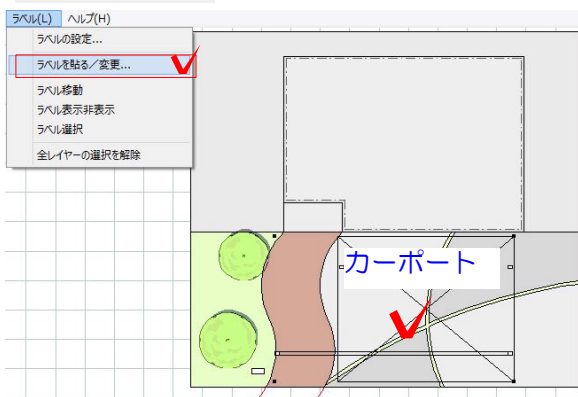 ラベル(L) ヘルプ(H)
ラベルの設定...
ラベルを貼る／変更...
ラベル移動
ラベル表示非表示
ラベル選択
全レイヤーの選択を解除
カーポート